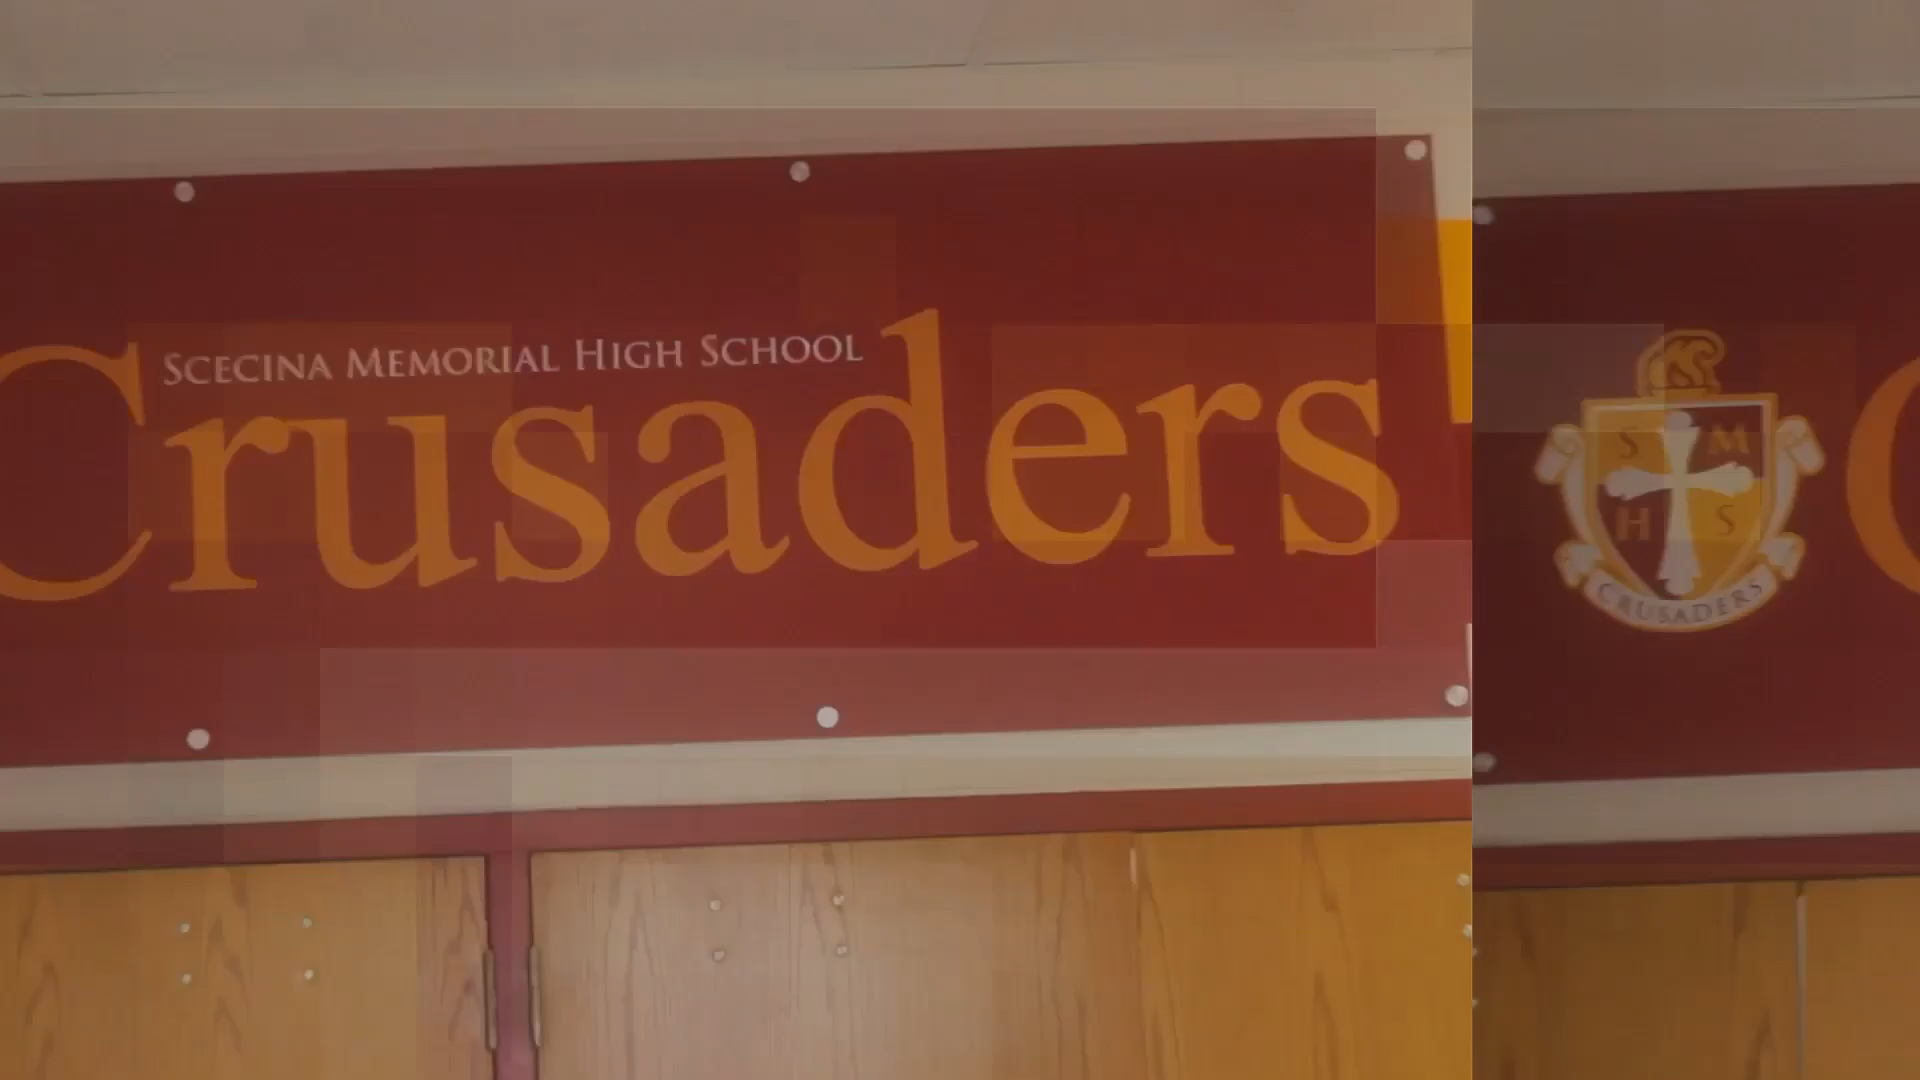 SCECINA MEMORIAL HIGH SCHOOL
Crusaders
S M
H S
CRUSADERS
C